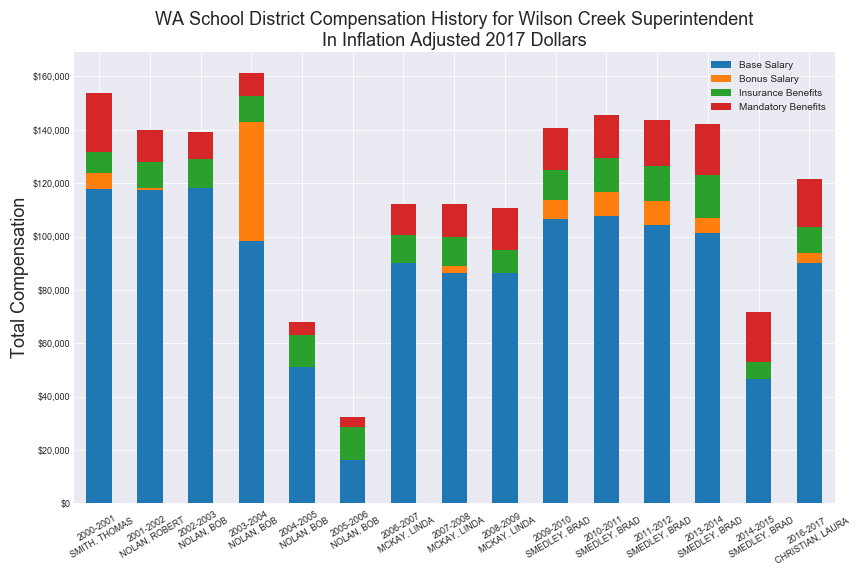 WA School District Compensation History for Wilson Creek Superintendent
In Inflation Adjusted 2017 Dollars
Base Salary
Bonus Salary
Insurance Benefits
Mandatory Benefits
Total Compensation
$160,000
$140,000
$120,000
$100,000
$80,000
$60,000
$40,000
$20,000
$0
2000-2001
SMITH, THOMAS
2001-2002
NOLAN, ROBERT
2002-2003
NOLAN, BOB
2003-2004
NOLAN, BOB
2004-2005
NOLAN, BOB
2005-2006
NOLAN, BOB
2006-2007
MCKAY, LINDA
2007-2008
MCKAY, LINDA
2008-2009
MCKAY, LINDA
2009-2010
SMEDLEY, BRAD
2010-2011
SMEDLEY, BRAD
2011-2012
SMEDLEY, BRAD
2013-2014
SMEDLEY, BRAD
2014-2015
SMEDLEY, BRAD
2016-2017
CHRISTIAN, LAURA